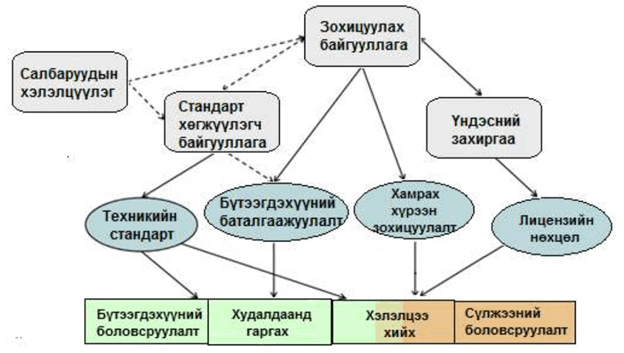 Зохицуулах
байгууллага
Салбаруудын
хэлэлцүүлэг
Стандарт
хөгжүүлэгч
байгууллага
Үндэсний
захиргаа
Техникийн
стандарт
Бүтээгдэхүүний
баталгаажуулалт
Хамрах
хүрээн
зохицуулалт
Лицензийн
нөхцөл
Бүтээгдэхүүний
боловсруулалт
Худалдаанд
гаргах
Хэлэлцээ
хийх
Сүлжээний
боловсруулалт